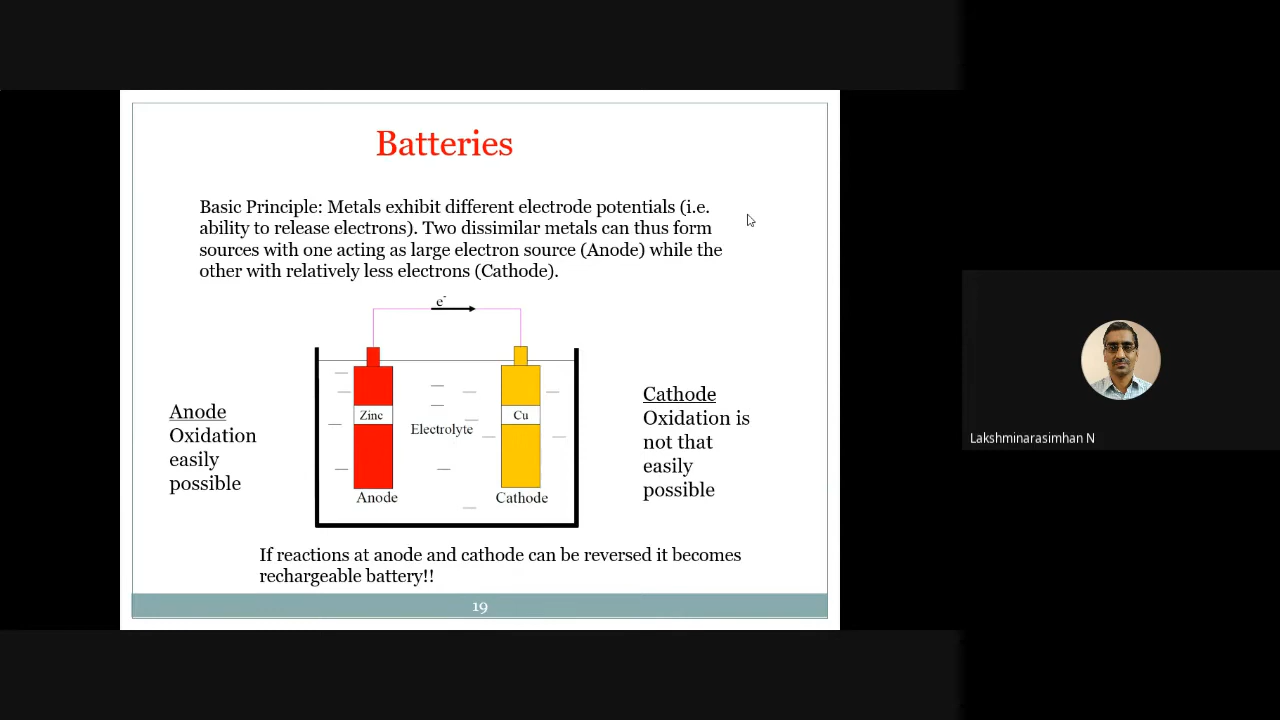 Batteries
Basic Principle: Metals exhibit different electrode potentials (i.e.
ability to release electrons). Two dissimilar metals can thus form
sources with one acting as large electron source (Anode) while the
other with relatively less electrons (Cathode).
e⁻
Anode
Oxidation
easily
possible
Zinc
Electrolyte
Cu
Anode
Cathode
Cathode
Oxidation is
not that
easily
possible
If reactions at anode and cathode can be reversed it becomes
rechargeable battery!!
19
Lakshminarasimhan N